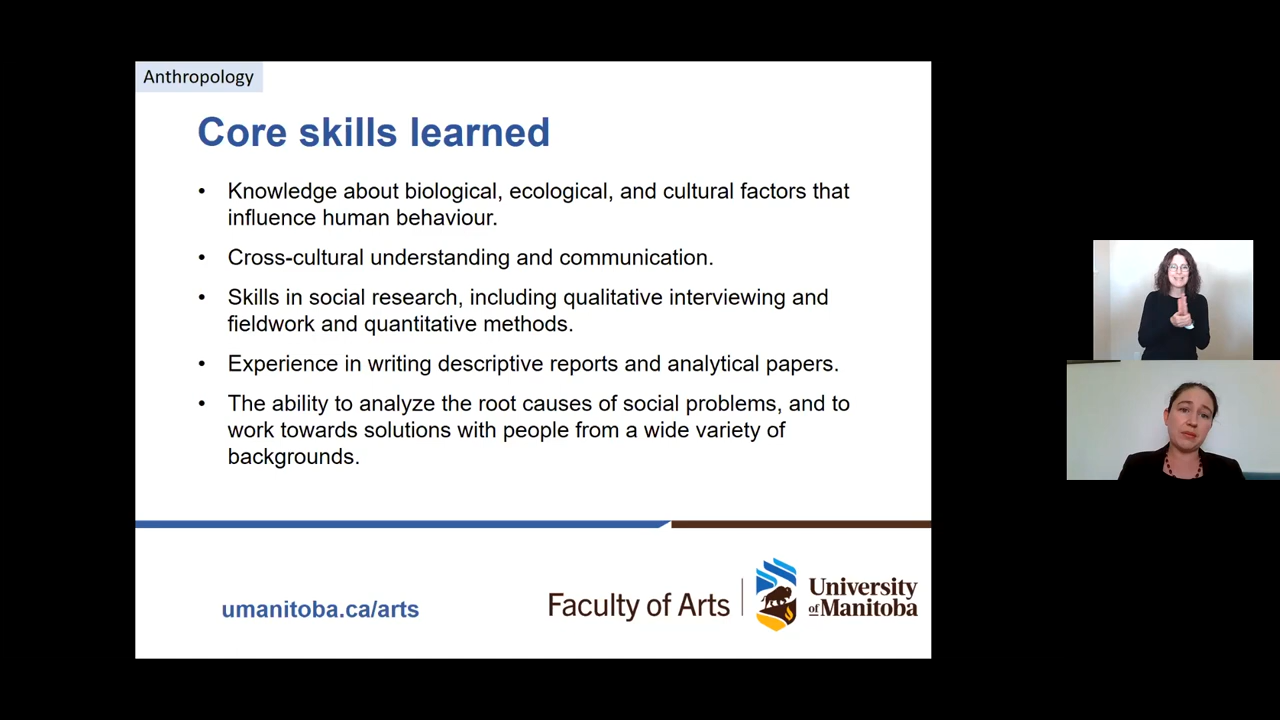 Anthropology
Core skills learned
• Knowledge about biological, ecological, and cultural factors that
influence human behaviour.
• Cross-cultural understanding and communication.
• Skills in social research, including qualitative interviewing and
fieldwork and quantitative methods.
• Experience in writing descriptive reports and analytical papers.
• The ability to analyze the root causes of social problems, and to
work towards solutions with people from a wide variety of
backgrounds.
umanitoba.ca/arts
Faculty of Arts
University
of Manitoba